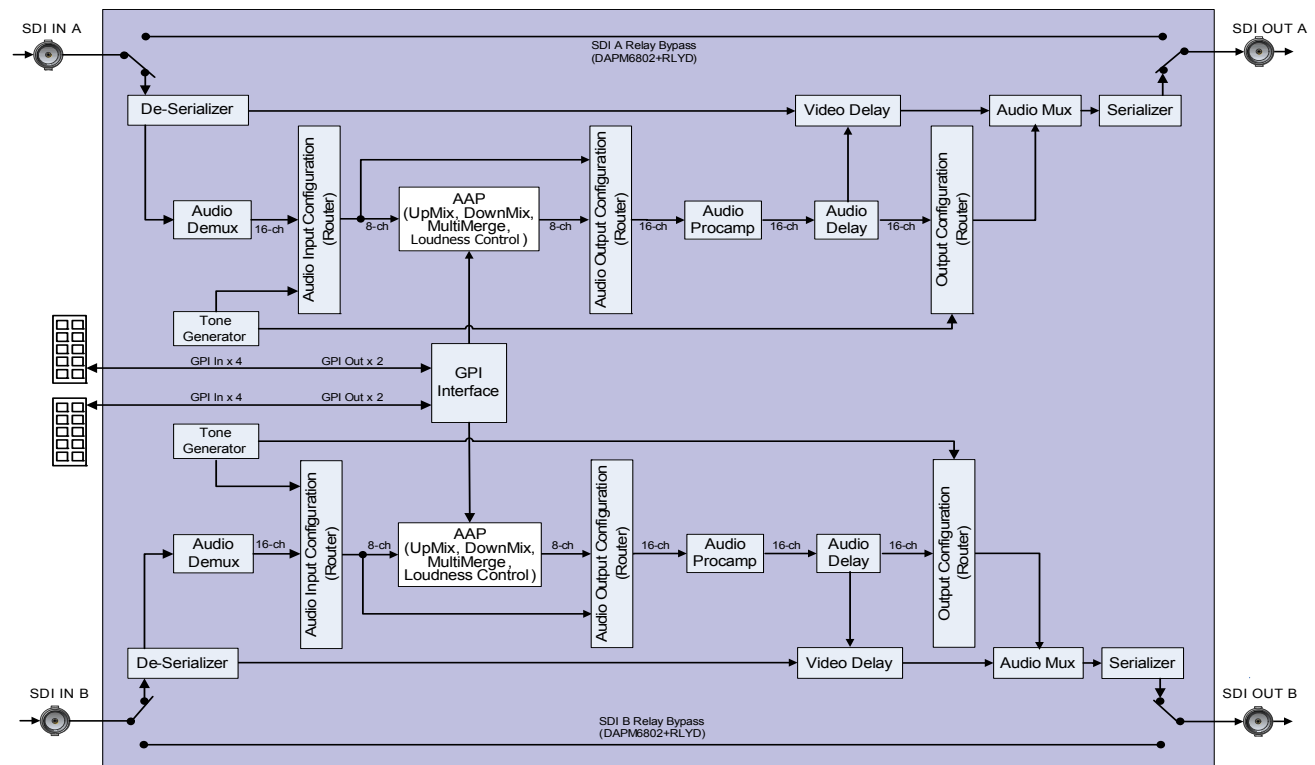 SDI IN A
SDI A Relay Bypass
(DAPM6802+RLYD)
SDI OUT A
De-Serializer
Video Delay
Audio Mux
Serializer
Audio
Demux
16-ch
Audio Input Configuration
(Router)
8-ch
AAP
(UpMix, DownMix,
MultiMerge,
Loudness Control)
8-ch
Audio Output Configuration
(Router)
16-ch
Audio
Procamp
16-ch
Audio
Delay
16-ch
Output Configuration
(Router)
Tone
Generator
GPI In x 4
GPI Out x 2
GPI
Interface
GPI In x 4
GPI Out x 2
Tone
Generator
Audio
Demux
16-ch
Audio Input Configuration
(Router)
8-ch
AAP
(UpMix, DownMix,
MultiMerge,
Loudness Control)
8-ch
Audio Output Configuration
(Router)
16-ch
Audio
Procamp
16-ch
Audio
Delay
16-ch
Output Configuration
(Router)
De-Serializer
Video Delay
Audio Mux
Serializer
SDI IN B
SDI B Relay Bypass
(DAPM6802+RLYD)
SDI OUT B